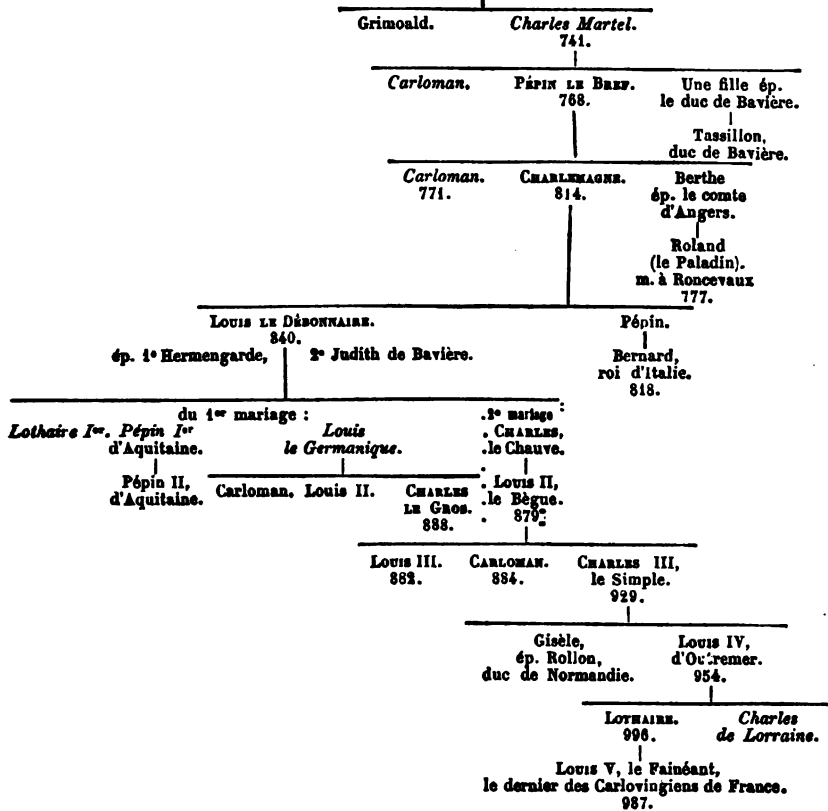 Grimoald. Charles Martel.
741.
Carloman. PÉPIN LE BREF. Une fille ép.
768. le duc de Bavière.
Tassillon,
duc de Bavière.
Carloman. CHARLEMAGNE. Berthe
771. 814. ép. le comte
d'Angers.
Roland
(le Paladin).
m. à Roncevaux
777.
LOUIS LE DÉBONNAIRE. Pépin.
840.
ép. 1º Hermengarde, 2º Judith de Bavière. Bernard,
roi d'Italie.
818.
du 1er mariage : 2e mariage :
Lothaire Ier. Pépin Ier Louis CHARLES,
d'Aquitaine. le Germanique. le Chauve.
Pépin II, Carloman, Louis II. CHARLES Louis II,
d'Aquitaine. LE GROS. le Bègue.
888. 879.
LOUIS III. CARLOMAN. CHARLES III,
882. 884. le Simple.
929.
Gisèle, Louis IV,
ép. Rollon, d'Outremer.
duc de Normandie. 954.
LOTHAIRE. Charles
996. de Lorraine.
Louis V, le Fainéant,
le dernier des Carlovingiens de France.
987.